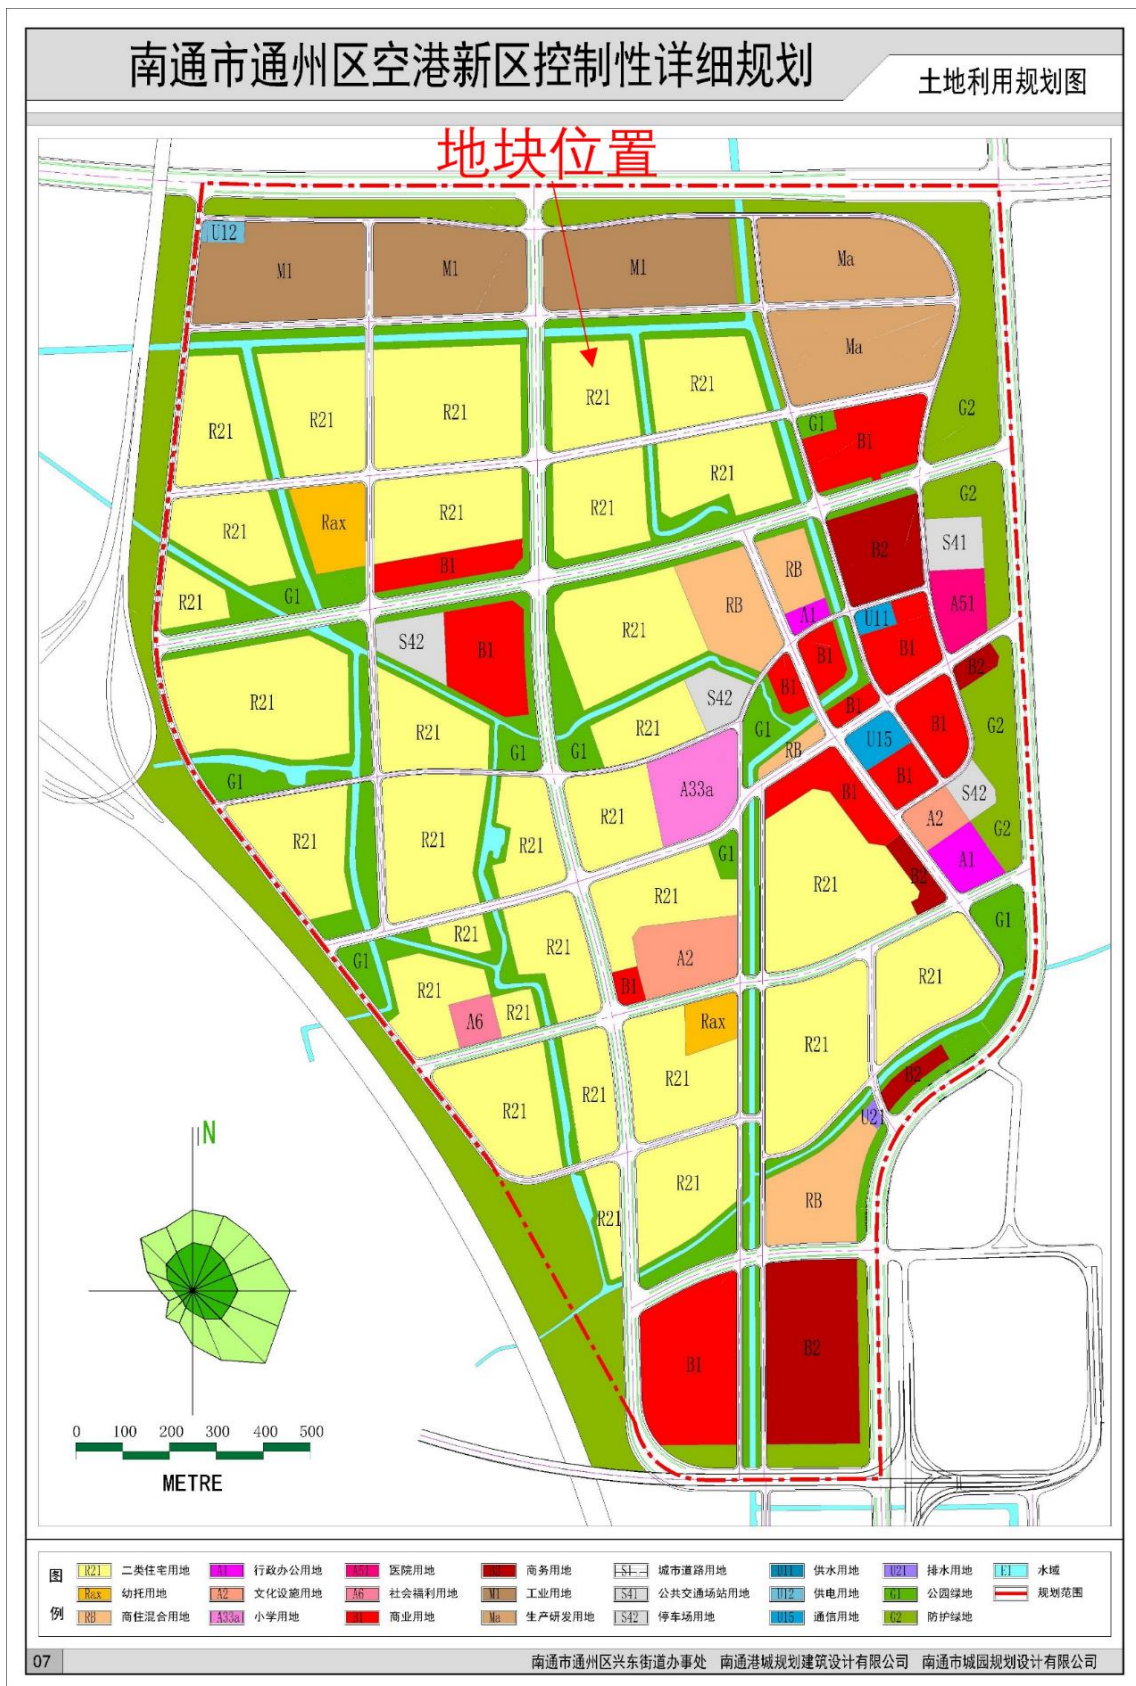 南通市通州区空港新区控制性详细规划
土地利用规划图
地块位置
U12
M1
M1
M1
Ma
Ma
R21
R21
R21
R21
R21
G1
B1
G2
R21
Rax
R21
R21
R21
G2
B1
B2
S41
R21
G1
RB
RB
A1
U11
A51
S42
B1
R21
B1
B1
B2
R21
R21
S42
B1
B1
B1
G2
G1
G1
G1
R21
G1
RB
U15
B1
R21
R21
R21
R21
A33a
B1
S42
A2
G2
G1
A1
R21
R21
B2
G1
R21
R21
A2
R21
G1
R21
B1
R21
A6
R21
Rax
R21
R21
B2
R21
R21
U21
R21
RB
R21
N
B1
B2
0 100 200 300 400 500
METRE
图例
R21 二类住宅用地 A1 行政办公用地 A51 医院用地 B2 商务用地 S1 城市道路用地 U11 供水用地 U21 排水用地 E1 水域
Rax 幼托用地 A2 文化设施用地 A6 社会福利用地 M1 工业用地 S41 公共交通场站用地 U12 供电用地 G1 公园绿地 规划范围
RB 商住混合用地 A33a 小学用地 B1 商业用地 Ma 生产研发用地 S42 停车场用地 U15 通信用地 G2 防护绿地
07 南通市通州区兴东街道办事处 南通港城规划建筑设计有限公司 南通市城园规划设计有限公司